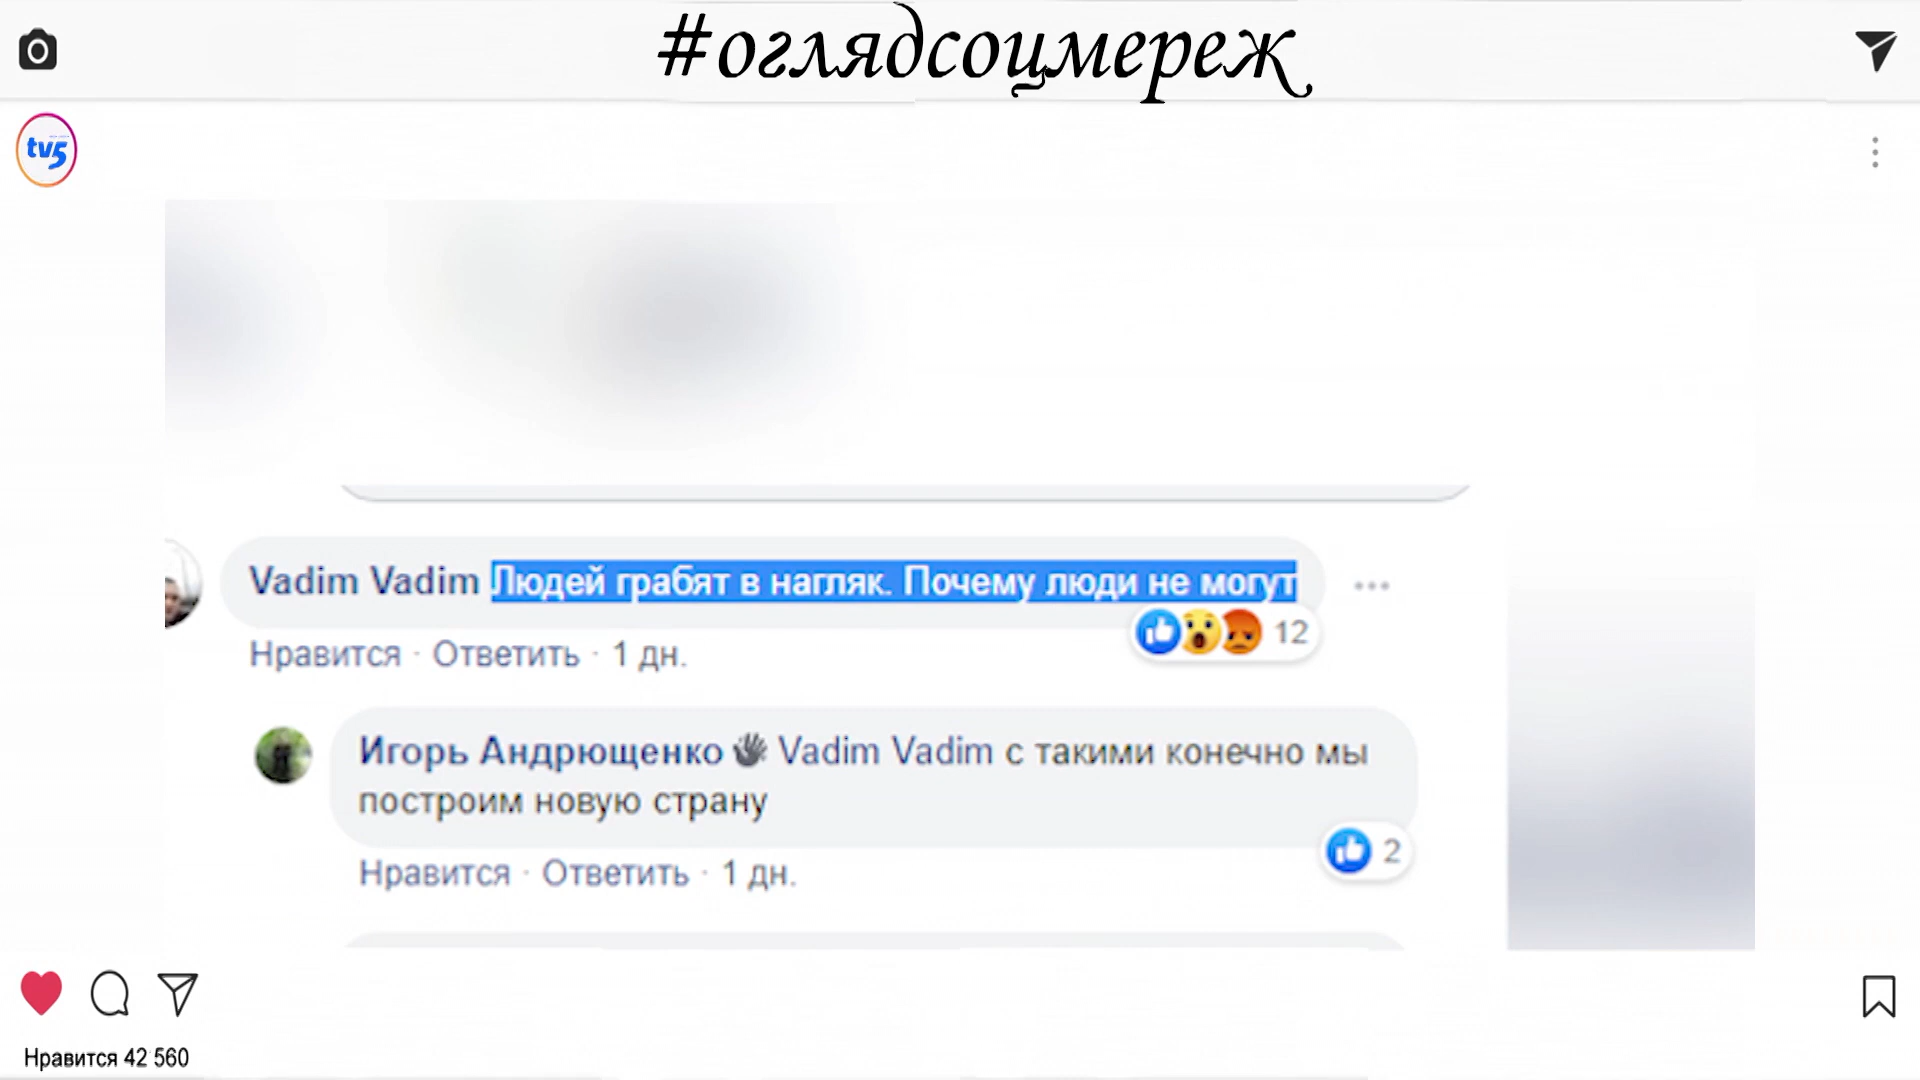 #оглядсоцмереж
tv5
Vadim Vadim Людей грабят в нагляк. Почему люди не могут
12
Нравится · Ответить · 1 дн.
Игорь Андрющенко Vadim Vadim с такими конечно мы
построим новую страну
2
Нравится · Ответить · 1 дн.
Нравится 42 560